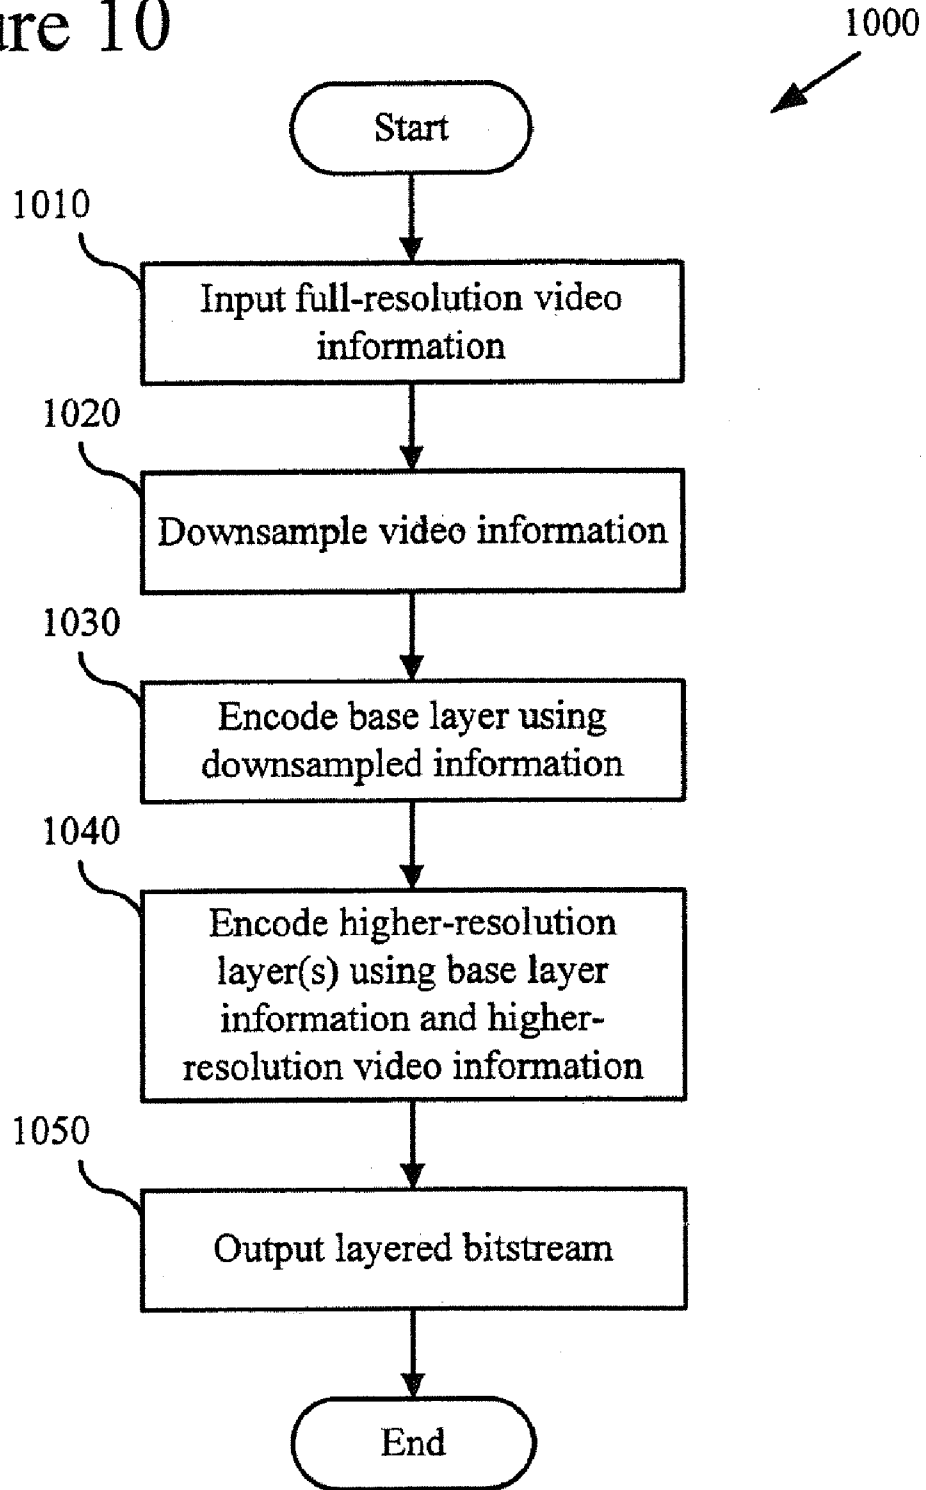 ure 10
1000
Start
1010
Input full-resolution video
information
1020
Downsample video information
1030
Encode base layer using
downsampled information
1040
Encode higher-resolution
layer(s) using base layer
information and higher-
resolution video information
1050
Output layered bitstream
End